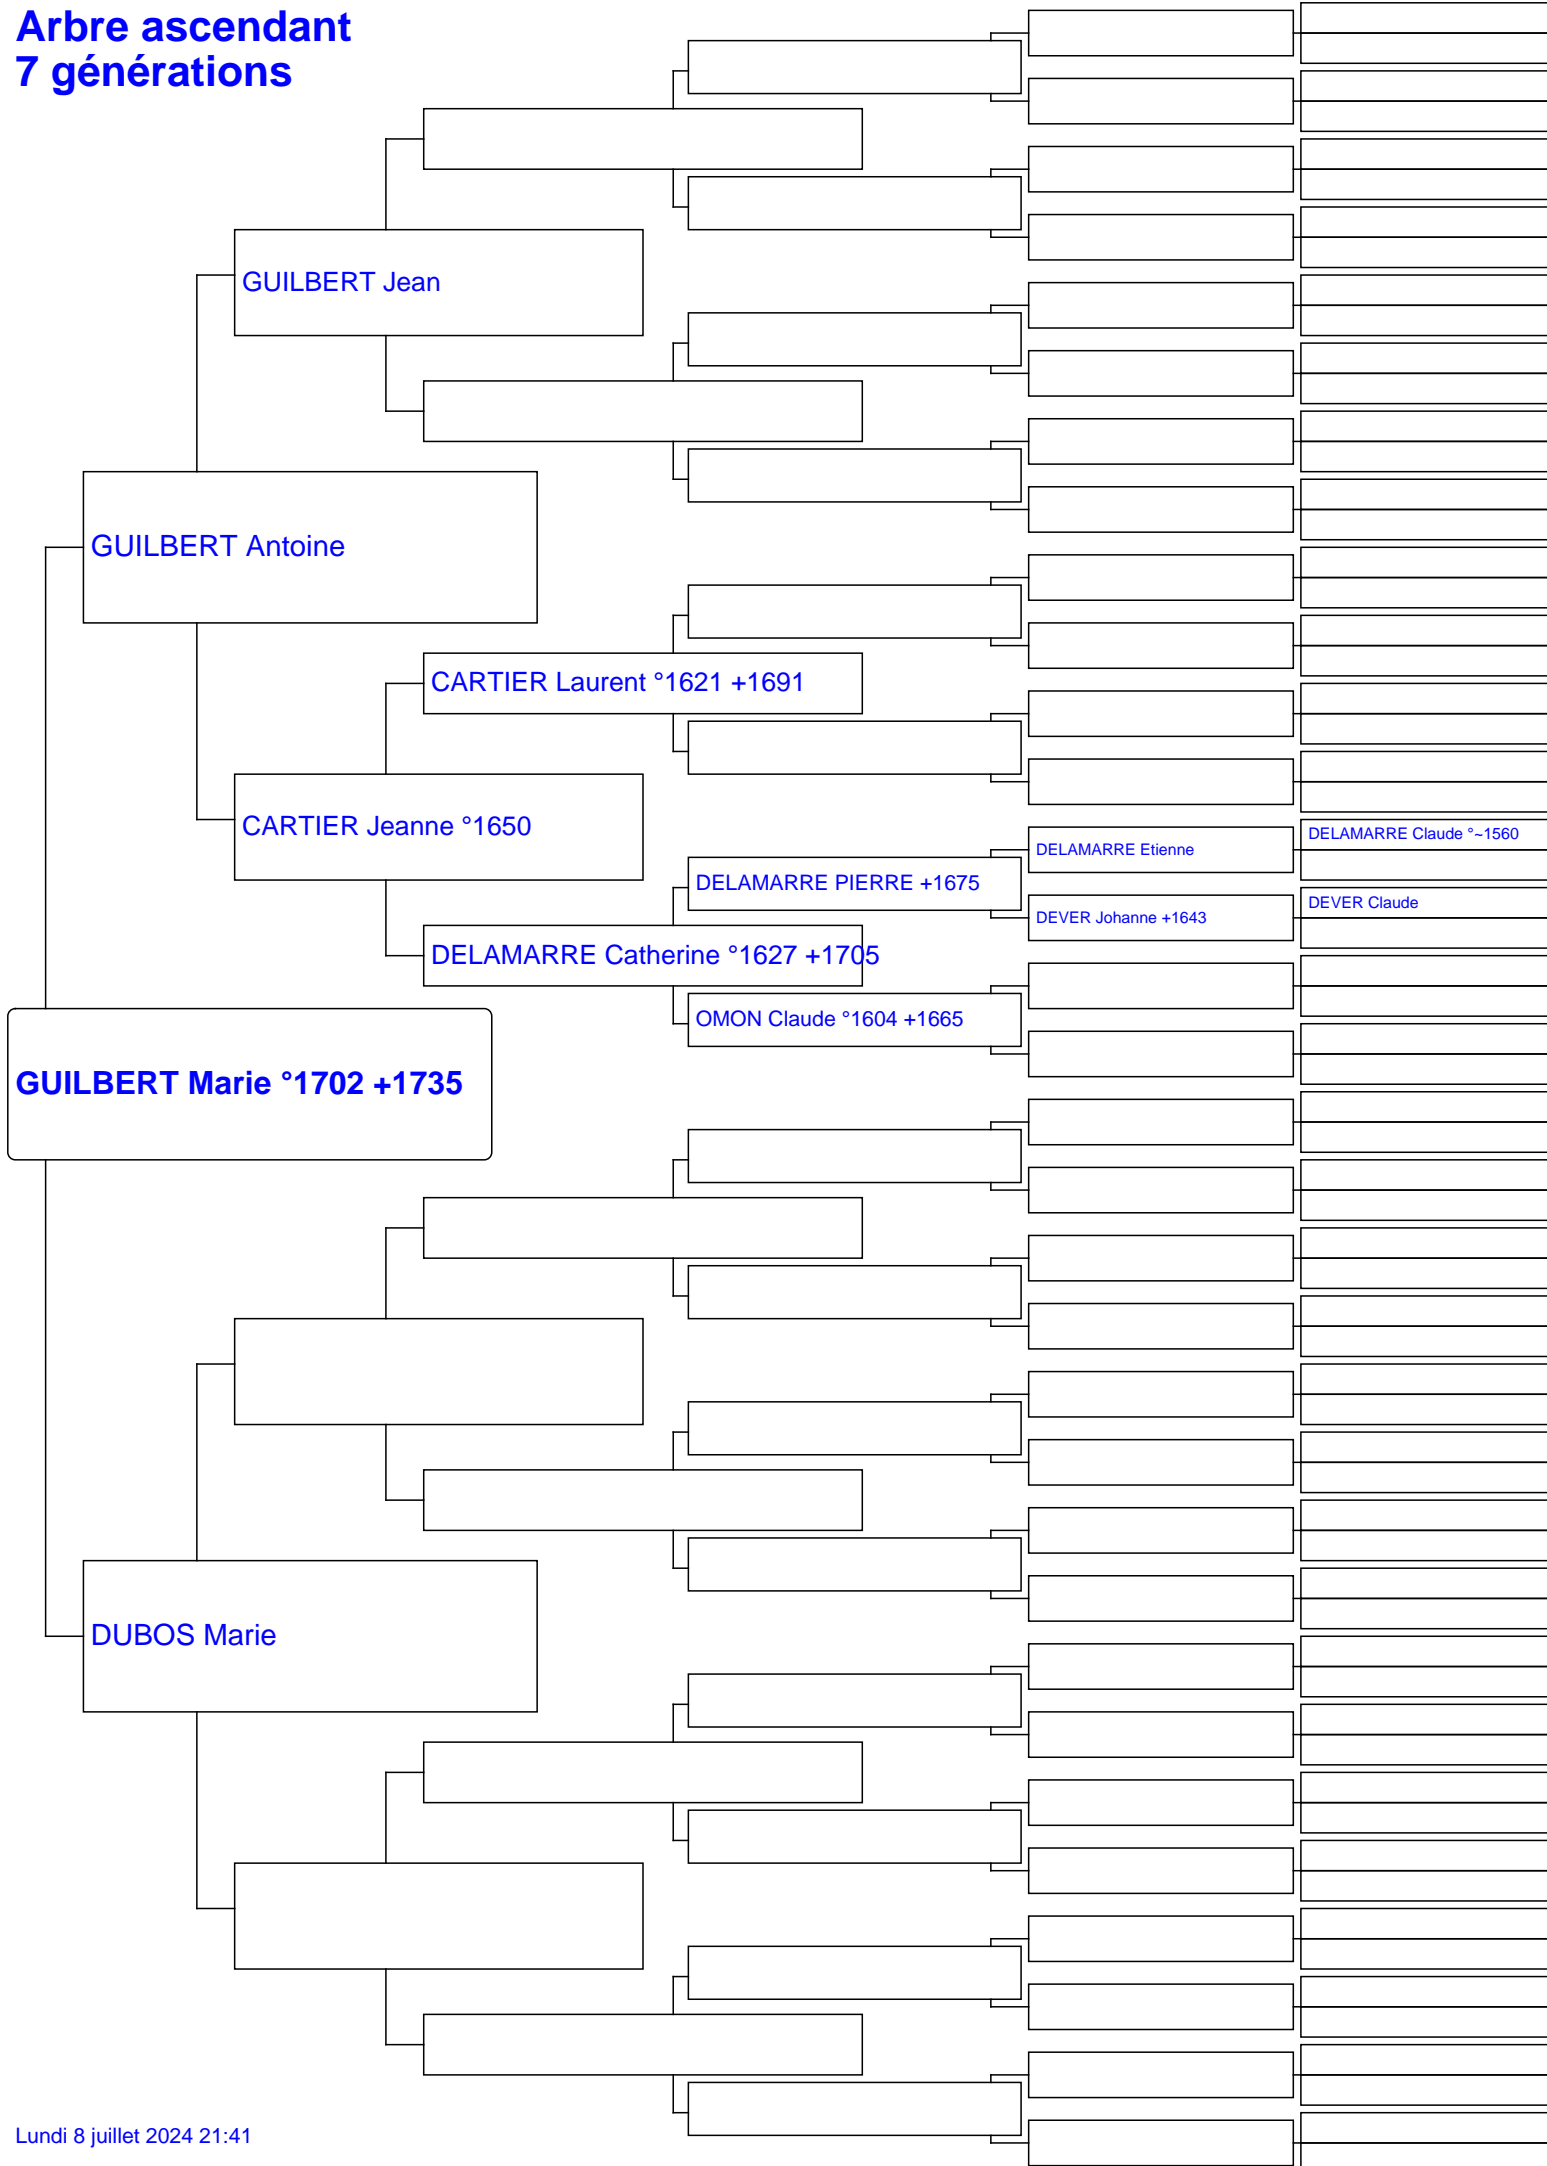 Arbre ascendant
7 générations
GUILBERT Jean
GUILBERT Antoine
CARTIER Laurent °1621 +1691
CARTIER Jeanne °1650
DELAMARRE Claude °~1560
DELAMARRE Etienne
DELAMARRE PIERRE +1675
DEVER Claude
DEVER Johanne +1643
DELAMARRE Catherine °1627 +1705
OMON Claude °1604 +1665
GUILBERT Marie °1702 +1735
DUBOS Marie
Lundi 8 juillet 2024 21:41